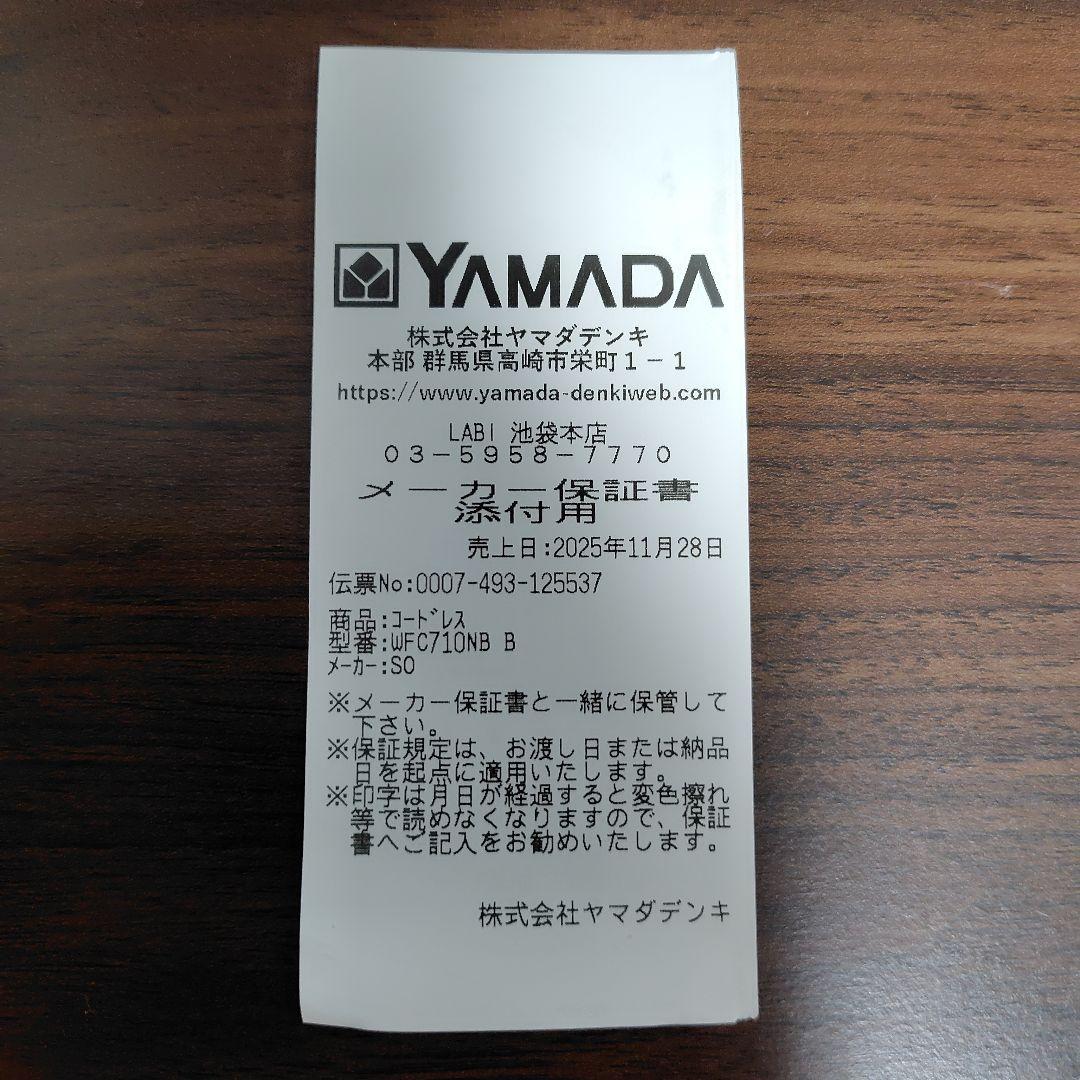 YAMADA
株式会社ヤマダデンキ
本部 群馬県高崎市栄町1-1
https://www.yamada-denkiweb.com
LABI 池袋本店
03-5958-7770
メーカー保証書
添付用
売上日:2025年11月28日
伝票No:0007-493-125537
商品:コードレス
型番:WFC710NB B
メーカー:SO
※メーカー保証書と一緒に保管して
下さい。
※保証規定は、お渡し日または納品
日を起点に適用いたします。
※印字は月日が経過すると変色擦れ
等で読めなくなりますので、保証
書へご記入をお勧めいたします。
株式会社ヤマダデンキ